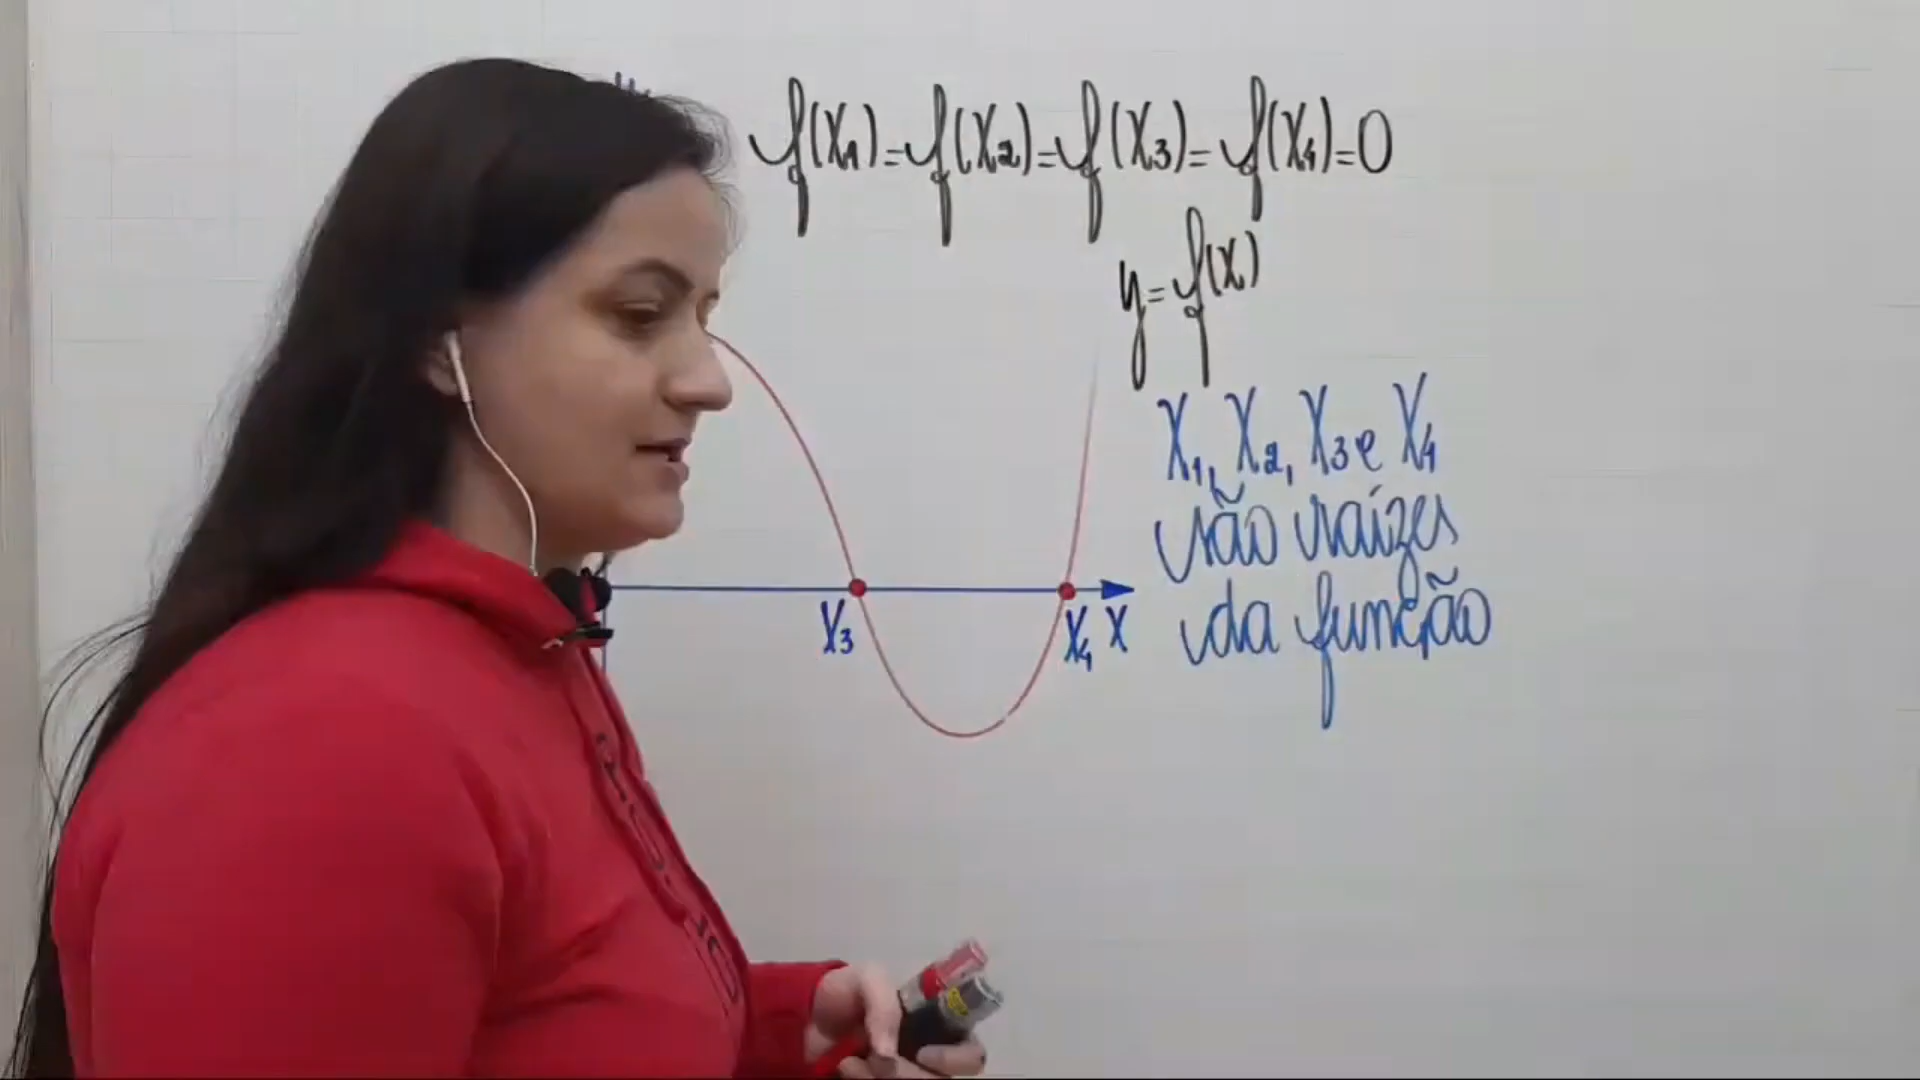 f(X₁)=f(X₂)=f(X₃)=f(X₄)=0
y=f(x)
X₁, X₂, X₃ e X₄
são raízes
da função
X₃
X₄ X